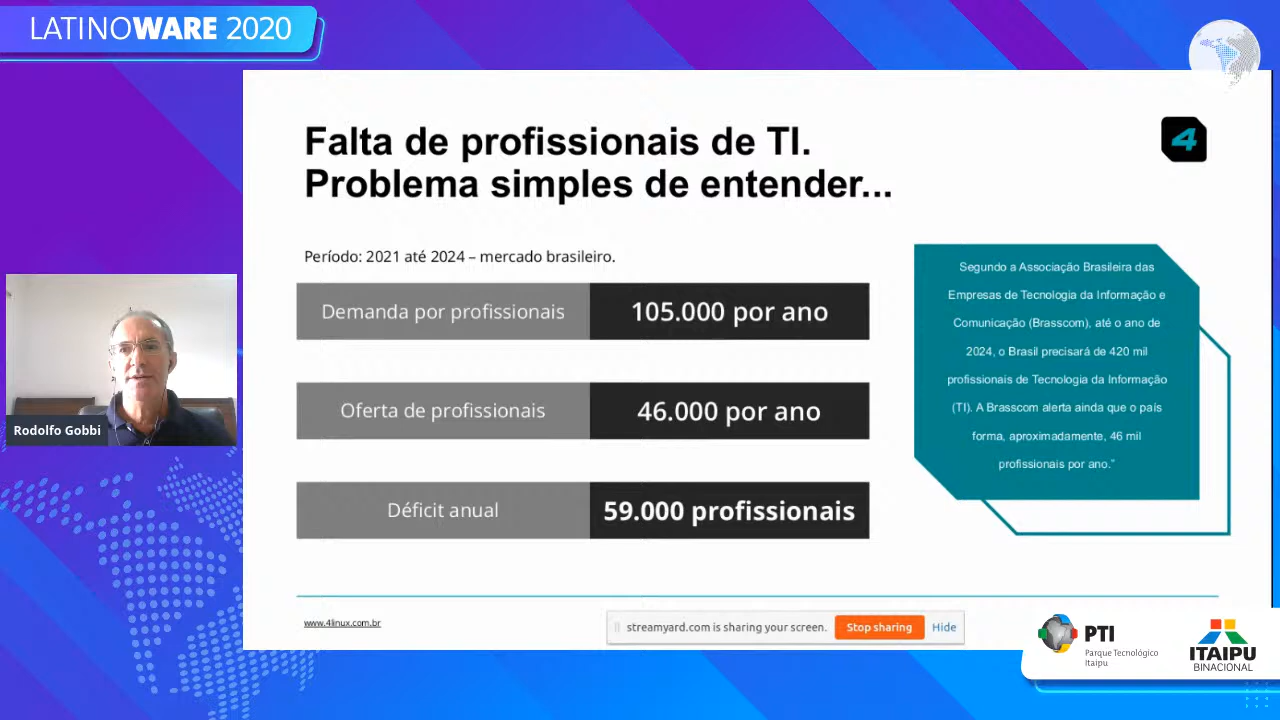 LATINOWARE 2020
Falta de profissionais de TI.
Problema simples de entender...
4
Período: 2021 até 2024 – mercado brasileiro.
Demanda por profissionais 105.000 por ano
Oferta de profissionais 46.000 por ano
Déficit anual 59.000 profissionais
Segundo a Associação Brasileira das
Empresas de Tecnologia da Informação e
Comunicação (Brasscom), até o ano de
2024, o Brasil precisará de 420 mil
profissionais de Tecnologia da Informação
(TI). A Brasscom alerta ainda que o país
forma, aproximadamente, 46 mil
profissionais por ano.”
Rodolfo Gobbi
www.4linux.com.br
streamyard.com is sharing your screen. Stop sharing Hide
PTI
Parque Tecnológico
Itaipu
ITAIPU
BINACIONAL